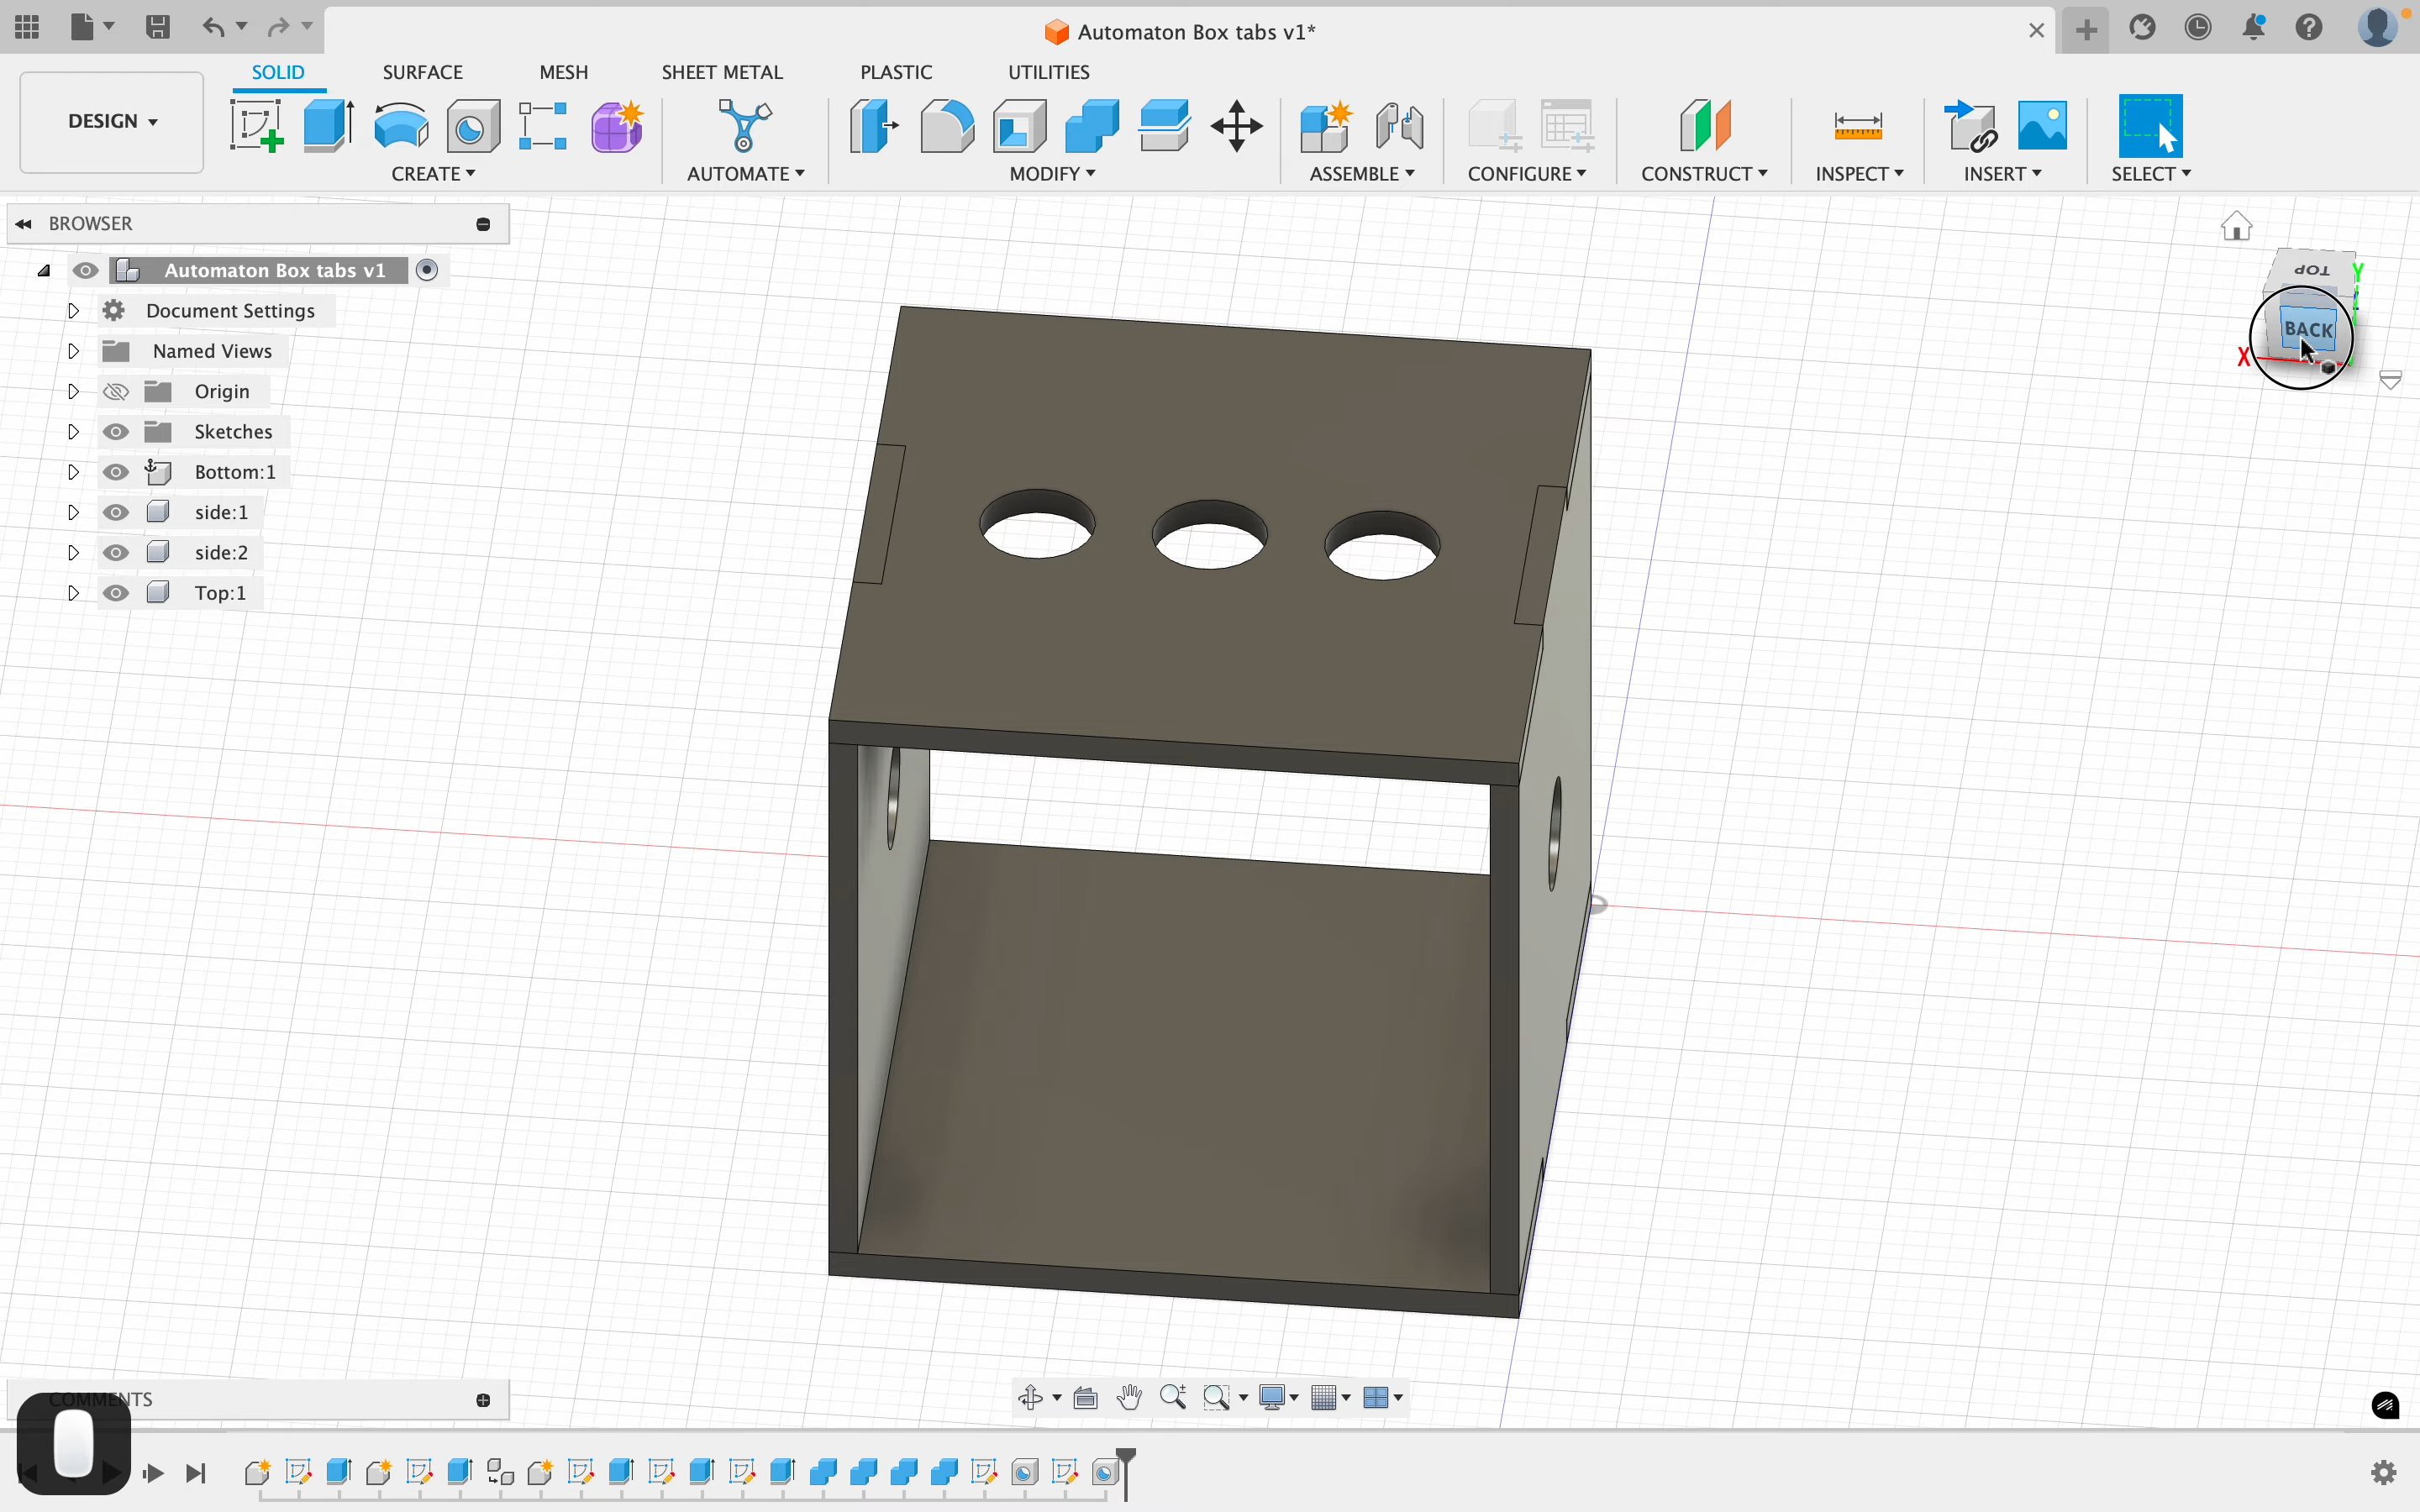 Automaton Box tabs v1*
SOLID
SURFACE
MESH
SHEET METAL
PLASTIC
UTILITIES
DESIGN
CREATE
AUTOMATE
MODIFY
ASSEMBLE
CONFIGURE
CONSTRUCT
INSPECT
INSERT
SELECT
BROWSER
Automaton Box tabs v1
Document Settings
Named Views
Origin
Sketches
Bottom:1
side:1
side:2
Top:1
TOP
Y
BACK
X
COMMENTS